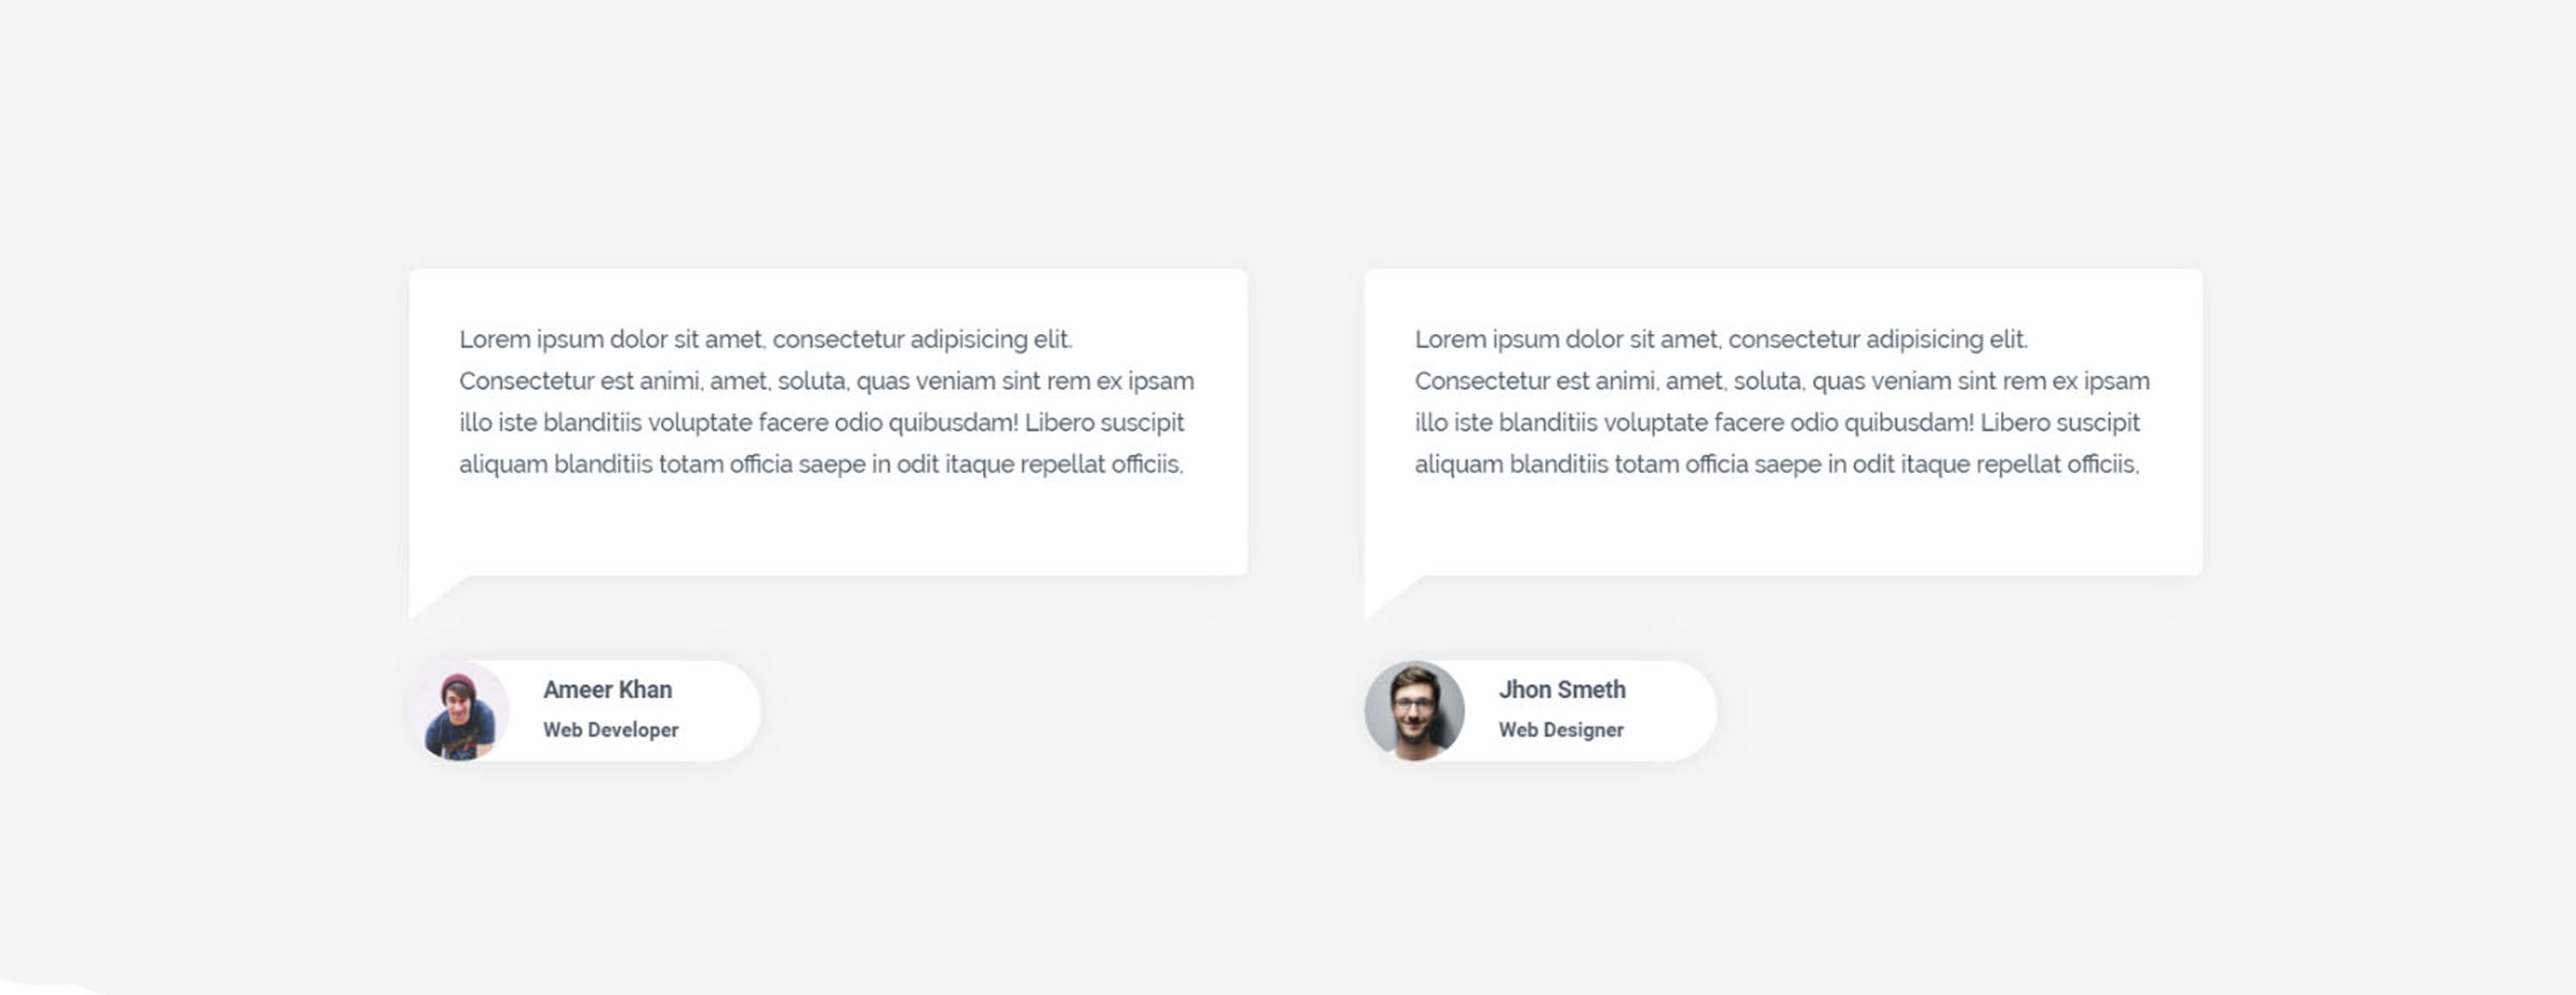 Lorem ipsum dolor sit amet, consectetur adipisicing elit.
Consectetur est animi, amet, soluta, quas veniam sint rem ex ipsam
illo iste blanditiis voluptate facere odio quibusdam! Libero suscipit
aliquam blanditiis totam officia saepe in odit itaque repellat officiis,
Ameer Khan
Web Developer
Lorem ipsum dolor sit amet, consectetur adipisicing elit.
Consectetur est animi, amet, soluta, quas veniam sint rem ex ipsam
illo iste blanditiis voluptate facere odio quibusdam! Libero suscipit
aliquam blanditiis totam officia saepe in odit itaque repellat officiis,
Jhon Smeth
Web Designer